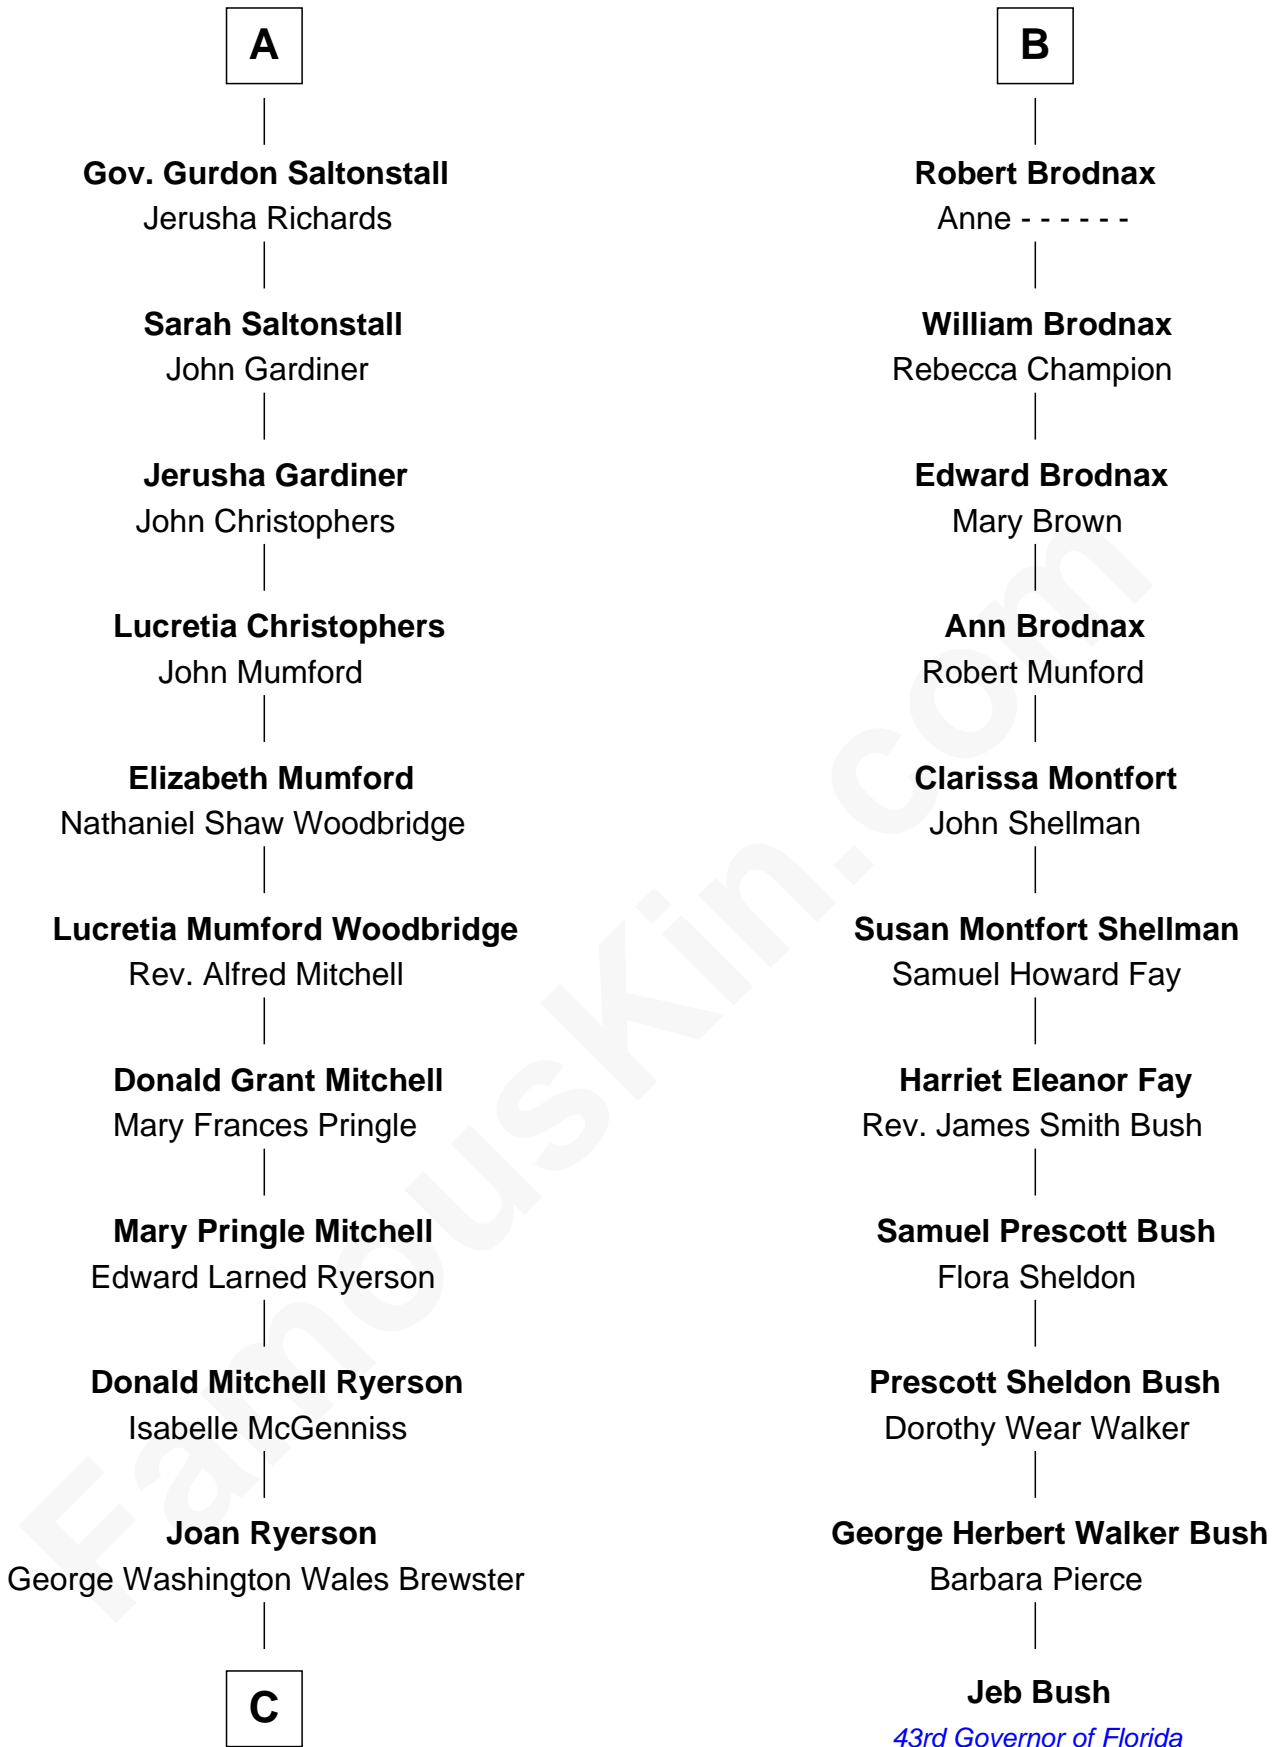 A
Gov. Gurdon Saltonstall
Jerusha Richards
Sarah Saltonstall
John Gardiner
Jerusha Gardiner
John Christophers
Lucretia Christophers
John Mumford
Elizabeth Mumford
Nathaniel Shaw Woodbridge
Lucretia Mumford Woodbridge
Rev. Alfred Mitchell
Donald Grant Mitchell
Mary Frances Pringle
Mary Pringle Mitchell
Edward Larned Ryerson
Donald Mitchell Ryerson
Isabelle McGenniss
Joan Ryerson
George Washington Wales Brewster
C
B
Robert Brodnax
Anne - - - - - -
William Brodnax
Rebecca Champion
Edward Brodnax
Mary Brown
Ann Brodnax
Robert Munford
Clarissa Montfort
John Shellman
Susan Montfort Shellman
Samuel Howard Fay
Harriet Eleanor Fay
Rev. James Smith Bush
Samuel Prescott Bush
Flora Sheldon
Prescott Sheldon Bush
Dorothy Wear Walker
George Herbert Walker Bush
Barbara Pierce
Jeb Bush
43rd Governor of Florida
FamousKin.com